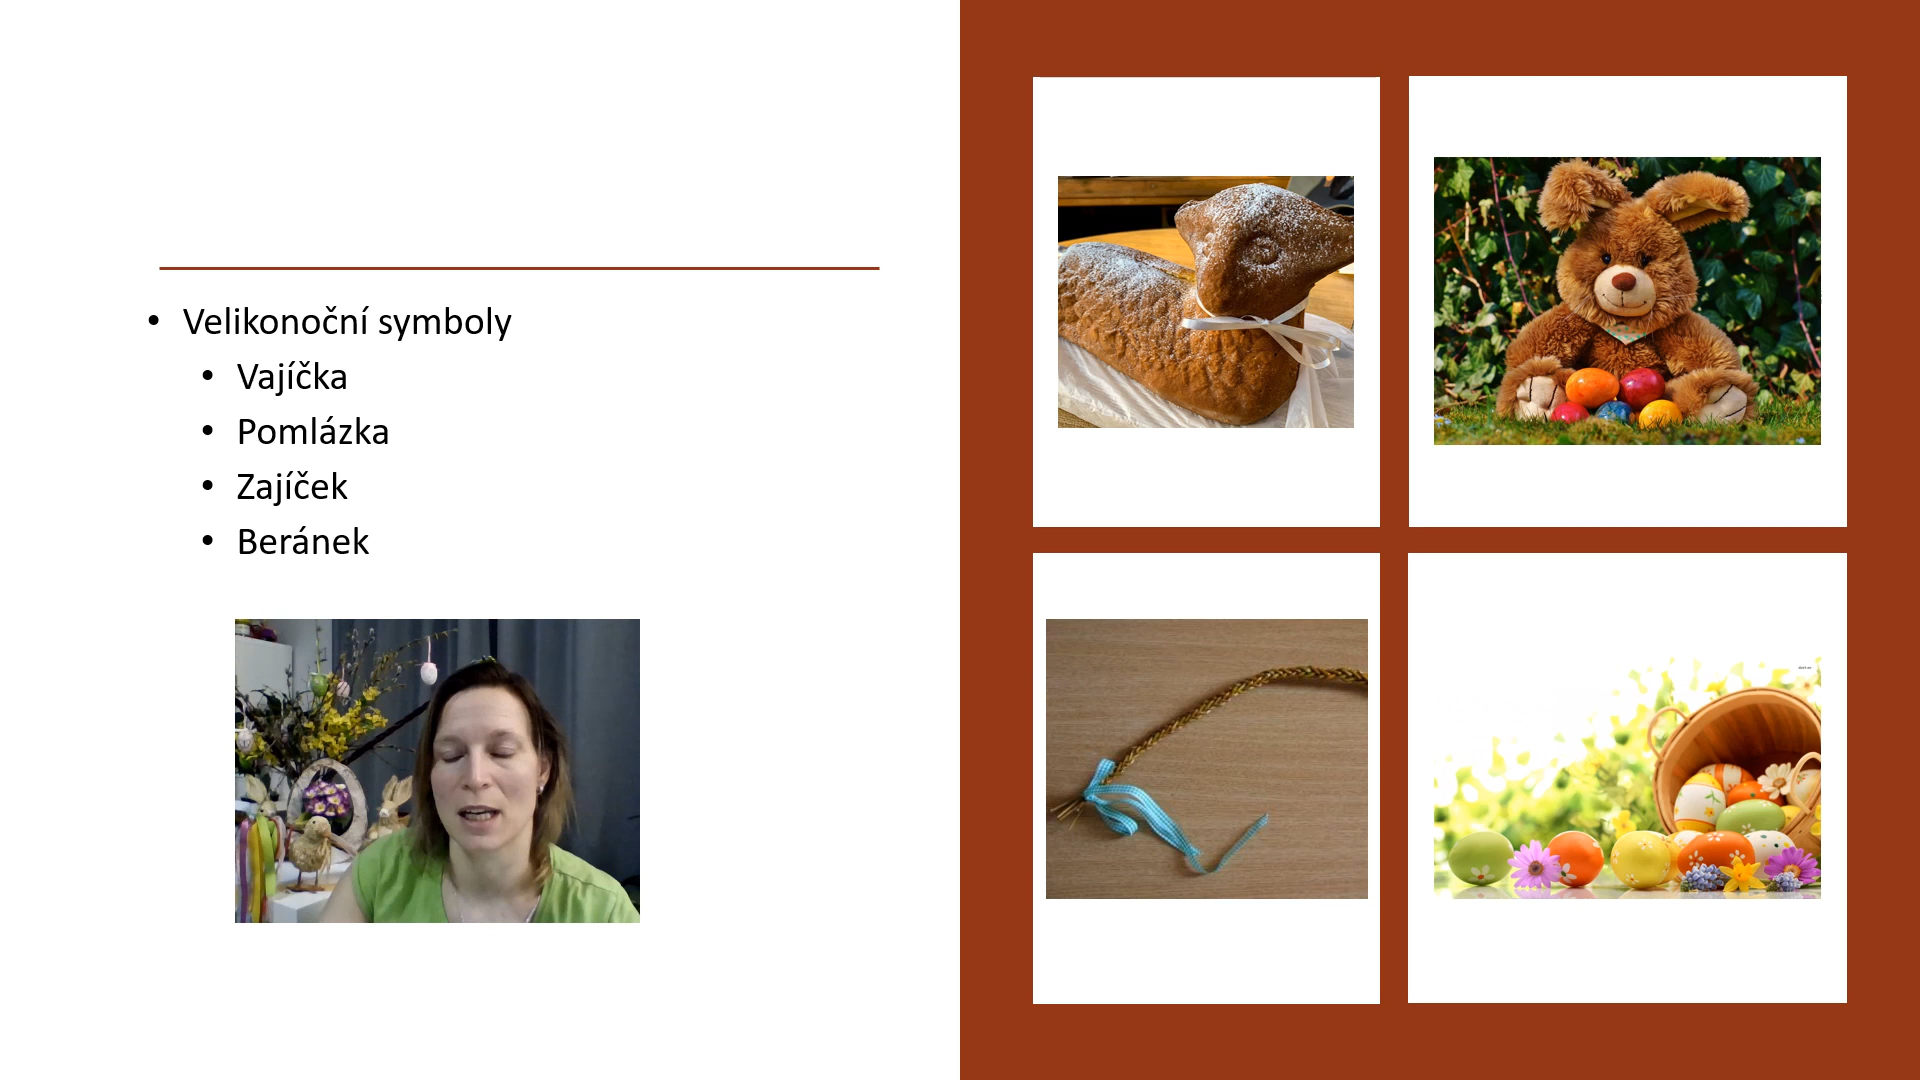 Velikonoční symboly
Vajíčka
Pomlázka
Zajíček
Beránek